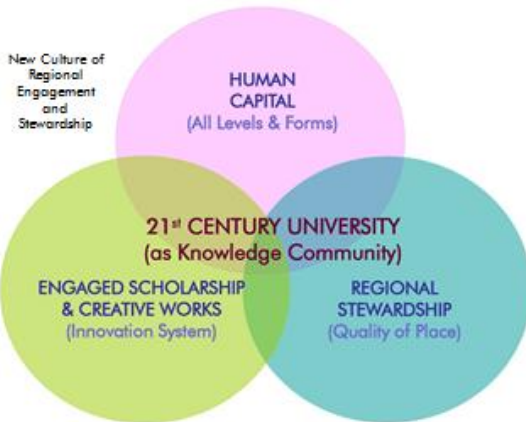 New Culture of
Regional
Engagement
and
Stewardship
HUMAN
CAPITAL
(All Levels & Forms)
21st CENTURY UNIVERSITY
(as Knowledge Community)
ENGAGED SCHOLARSHIP
& CREATIVE WORKS
(Innovation System)
REGIONAL
STEWARDSHIP
(Quality of Place)